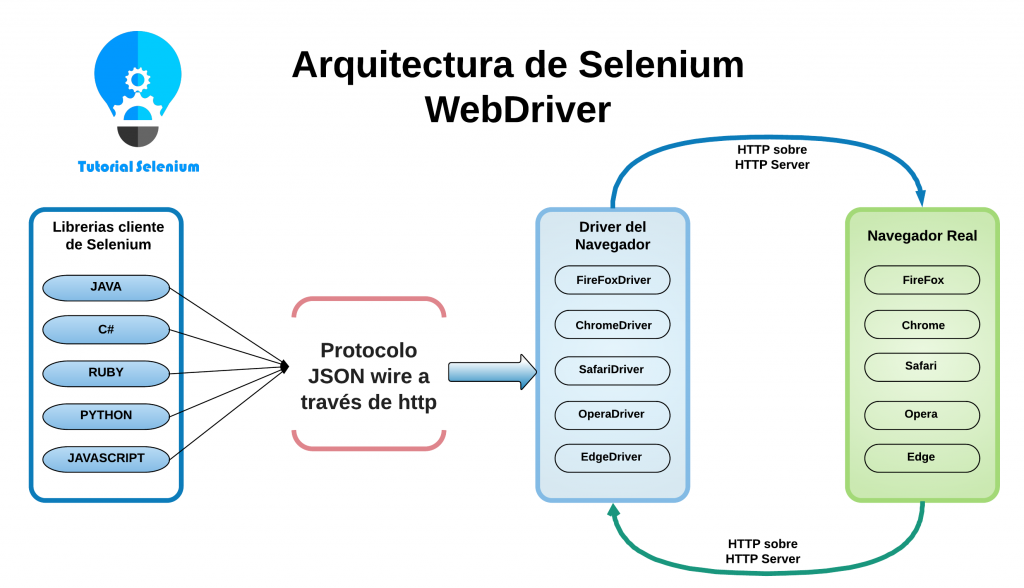 Arquitectura de Selenium
WebDriver
Tutorial Selenium
HTTP sobre
HTTP Server
Librerias cliente
de Selenium
JAVA
C#
RUBY
PYTHON
JAVASCRIPT
Protocolo
JSON wire a
través de http
Driver del
Navegador
FireFoxDriver
ChromeDriver
SafariDriver
OperaDriver
EdgeDriver
Navegador Real
FireFox
Chrome
Safari
Opera
Edge
HTTP sobre
HTTP Server